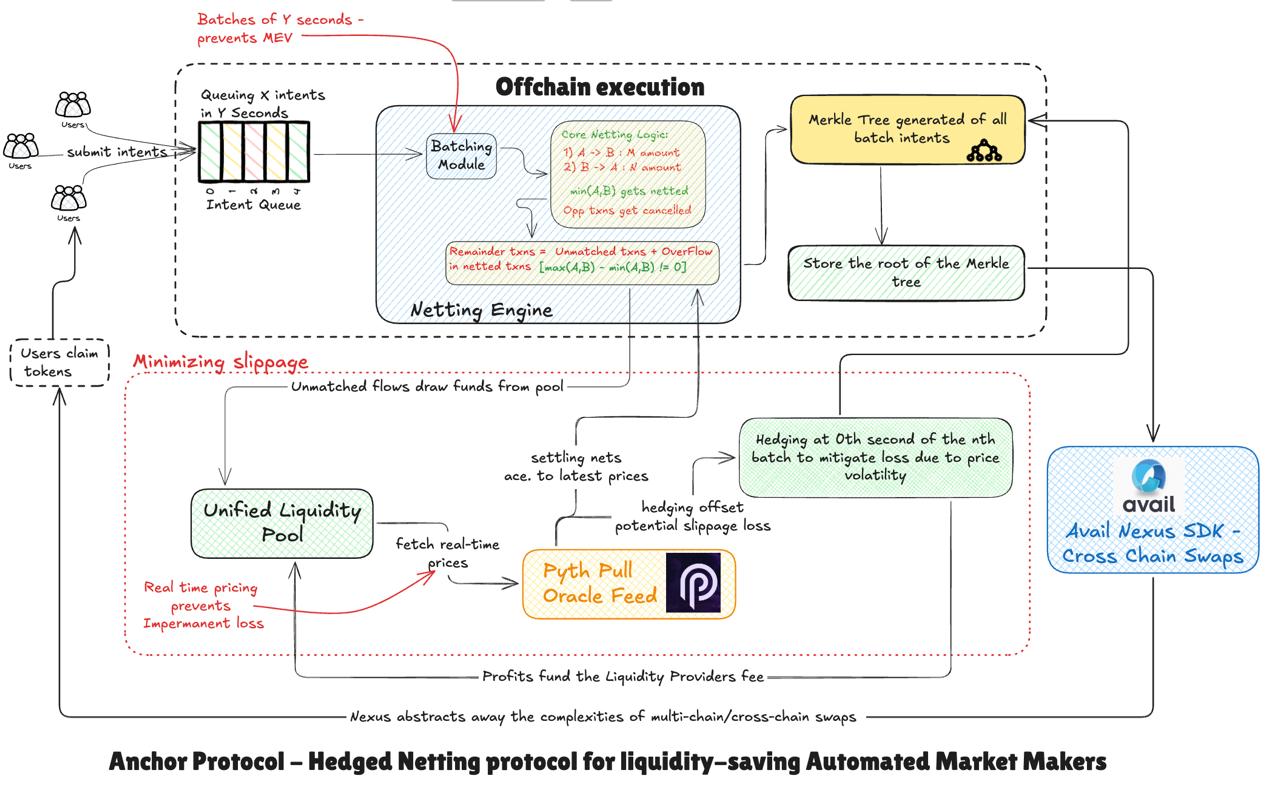 Batches of Y seconds -
prevents MEV
Offchain execution
Queuing X intents
in Y Seconds
Users
Users
Users
submit intents
0 1 2 3 4
Intent Queue
Batching
Module
Core Netting Logic:
1) A -> B : M amount
2) B -> A : N amount
min(A,B) gets netted
Opp txns get cancelled
Remainder txns = Unmatched txns + OverFlow
in netted txns [max(A,B) - min(A,B) != 0]
Netting Engine
Merkle Tree generated of all
batch intents
Store the root of the Merkle
tree
Users claim
tokens
Minimizing slippage
Unmatched flows draw funds from pool
settling nets
ace. to latest prices
Hedging at 0th second of the nth
batch to mitigate loss due to price
volatility
hedging offset
potential slippage loss
Unified Liquidity
Pool
fetch real-time
prices
Pyth Pull
Oracle Feed
Real time pricing
prevents
Impermanent loss
avail
Avail Nexus SDK -
Cross Chain Swaps
Profits fund the Liquidity Providers fee
Nexus abstracts away the complexities of multi-chain/cross-chain swaps
Anchor Protocol - Hedged Netting protocol for liquidity-saving Automated Market Makers